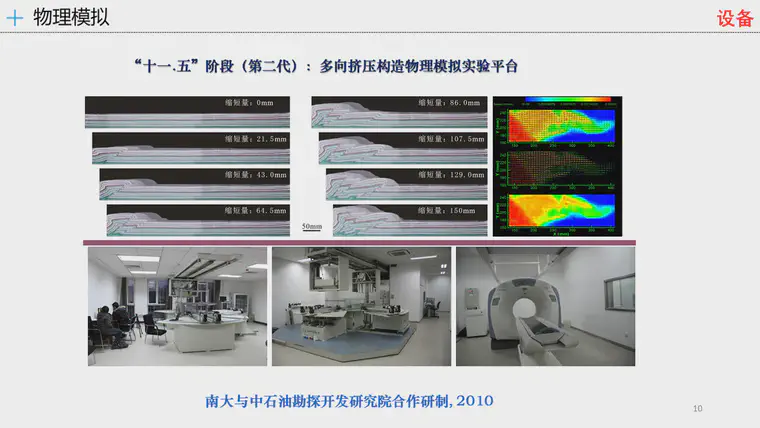 物理模拟
设备
“十一.五”阶段（第二代）：多向挤压构造物理模拟实验平台
缩短量：0mm
缩短量：21.5mm
缩短量：43.0mm
缩短量：64.5mm
50mm
缩短量：86.0mm
缩短量：107.5mm
缩短量：129.0mm
缩短量：150mm
南大与中石油勘探开发研究院合作研制, 2010
10